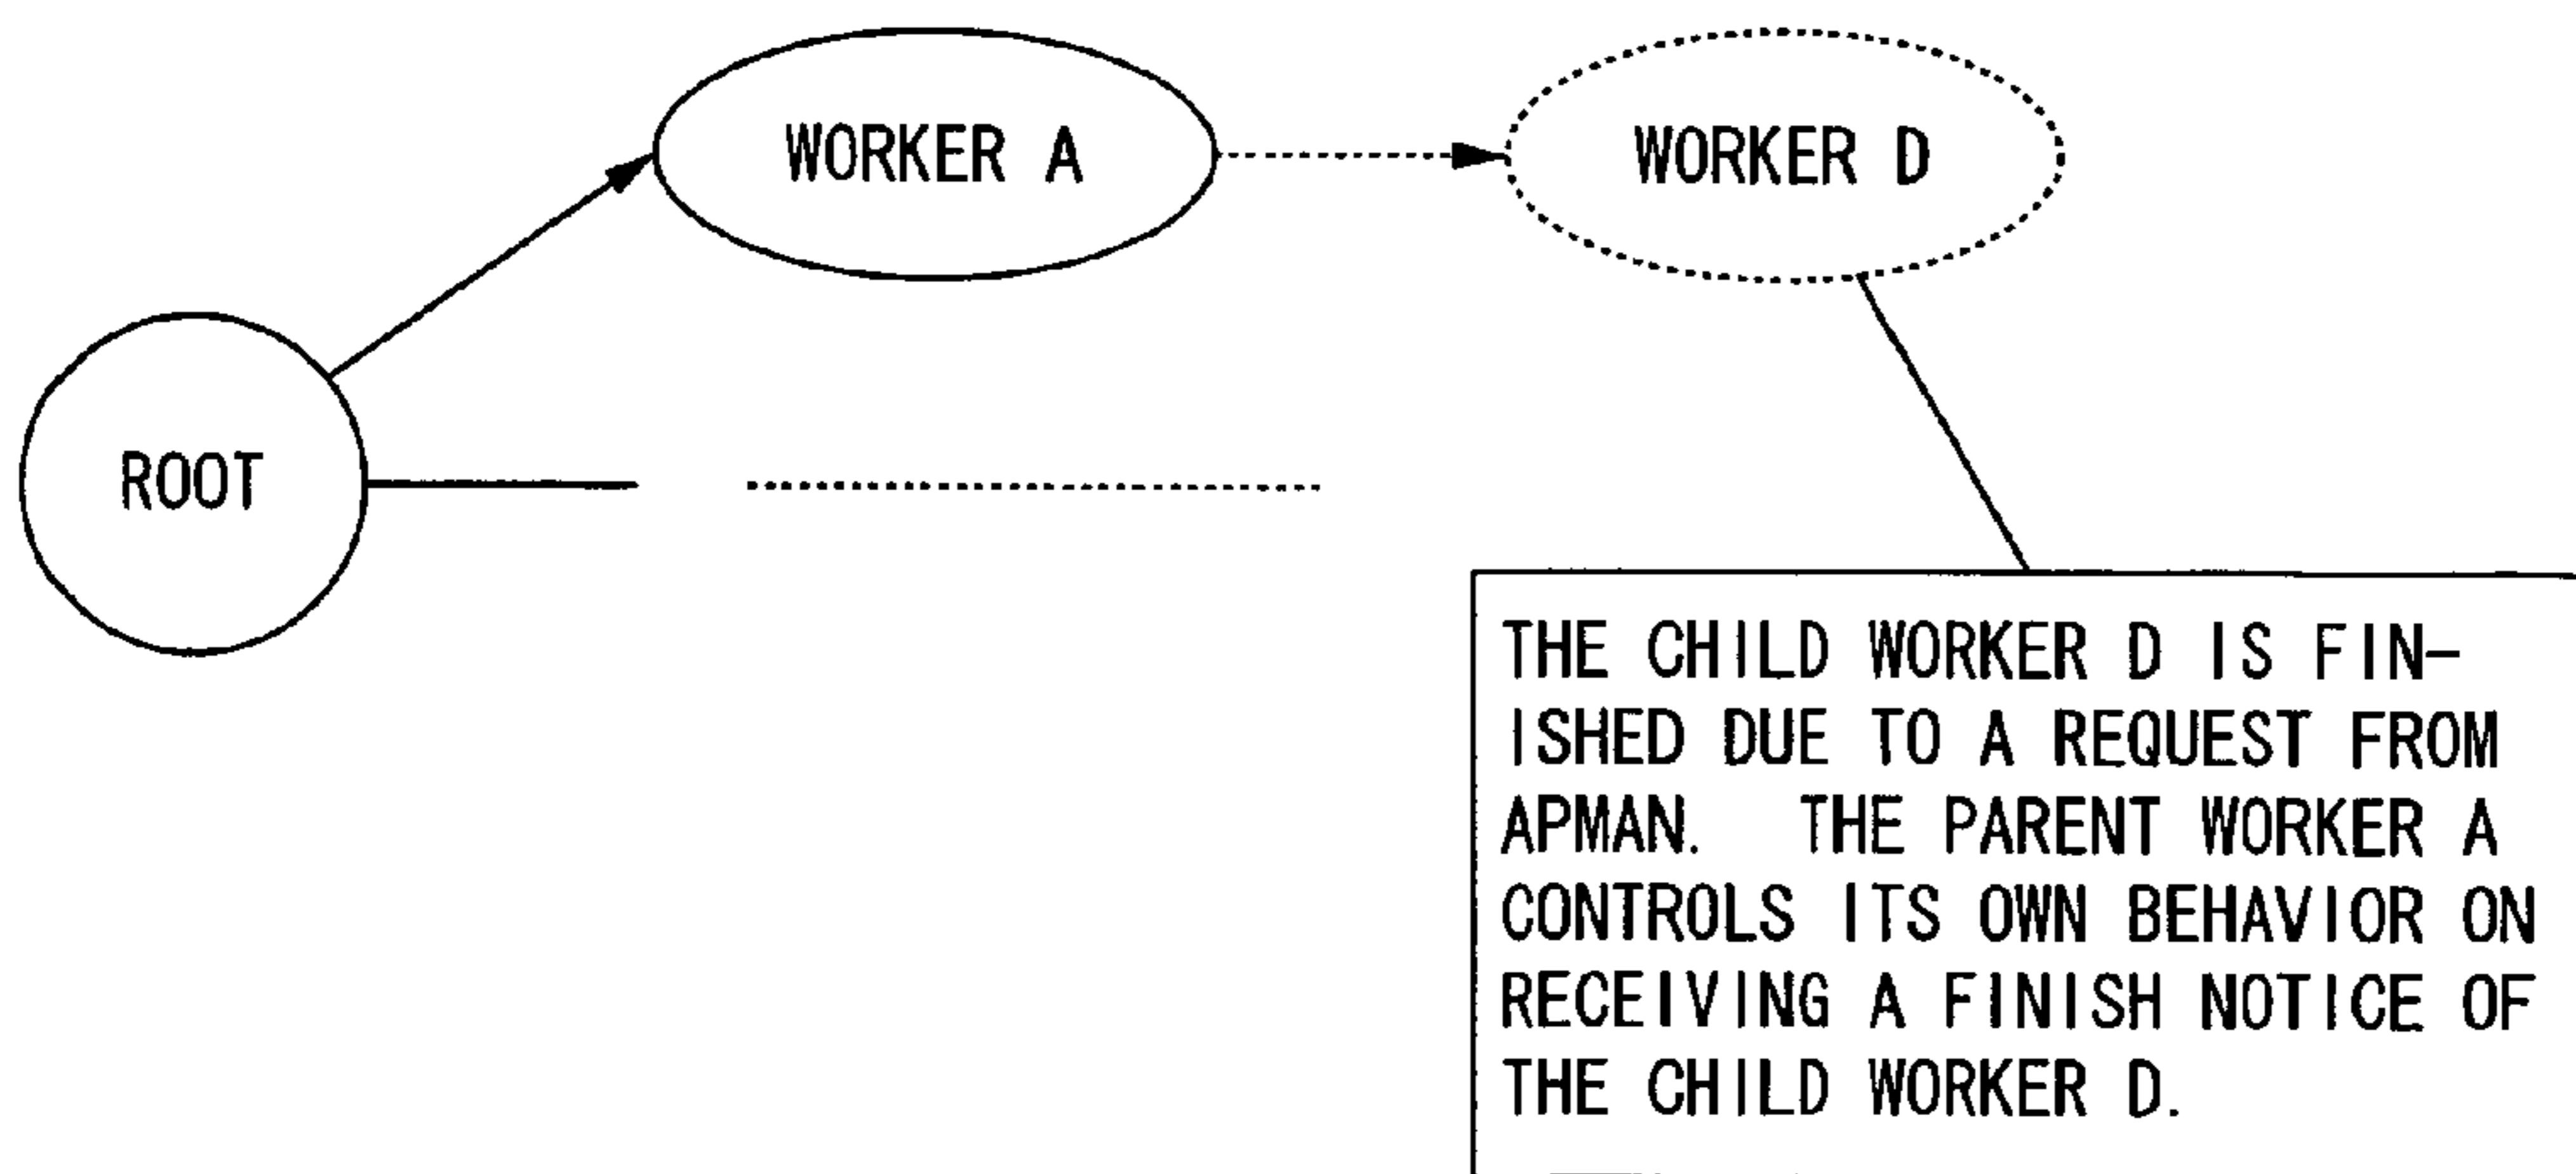 WORKER A
WORKER D
ROOT
THE CHILD WORKER D IS FIN-
ISHED DUE TO A REQUEST FROM
APMAN. THE PARENT WORKER A
CONTROLS ITS OWN BEHAVIOR ON
RECEIVING A FINISH NOTICE OF
THE CHILD WORKER D.